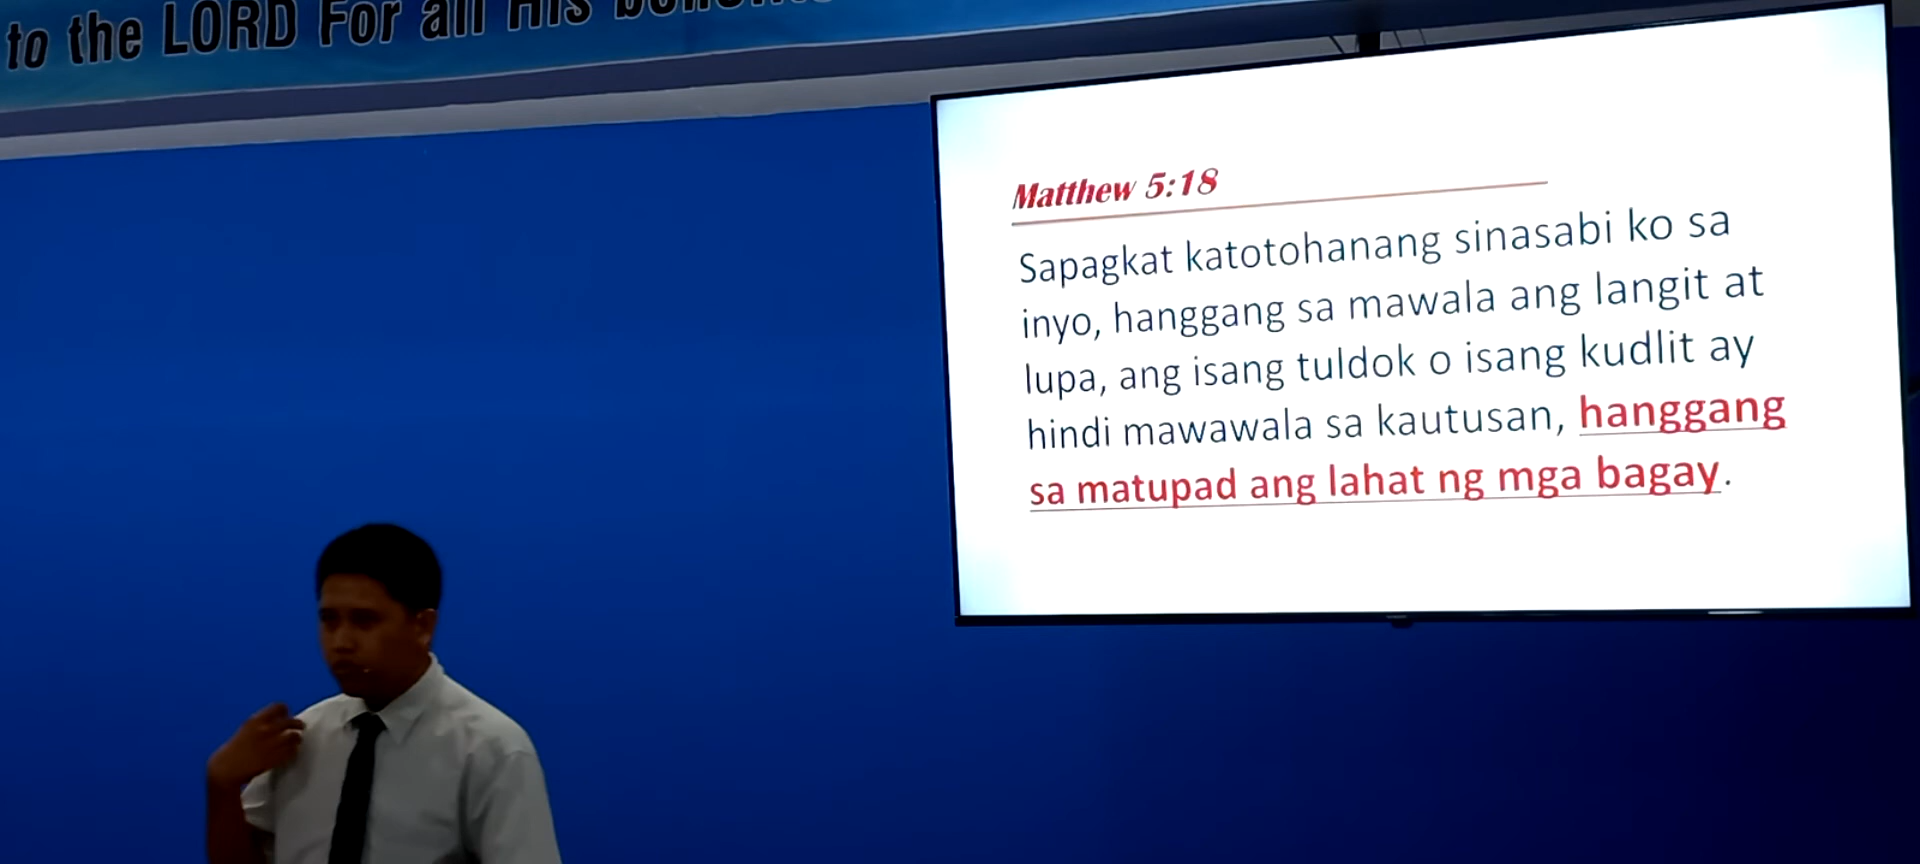 to the LORD For all His
Matthew 5:18
Sapagkat katotohanang sinasabi ko sa
inyo, hanggang sa mawala ang langit at
lupa, ang isang tuldok o isang kudlit ay
hindi mawawala sa kautusan, hanggang
sa matupad ang lahat ng mga bagay.